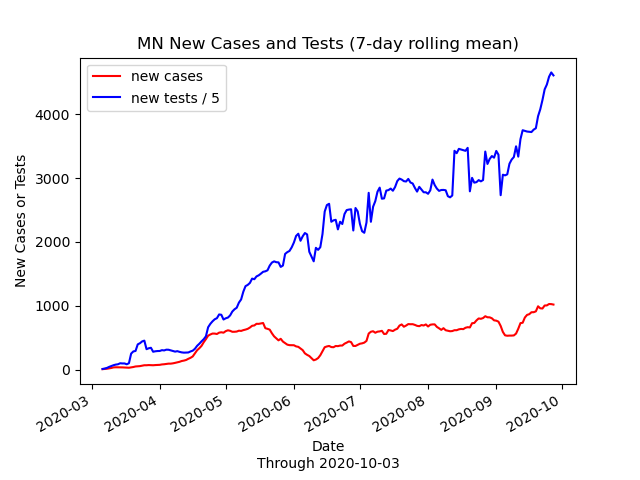 MN New Cases and Tests (7-day rolling mean)
new cases
new tests / 5
New Cases or Tests
4000
3000
2000
1000
0
2020-03
2020-04
2020-05
2020-06
2020-07
2020-08
2020-09
2020-10
Date
Through 2020-10-03